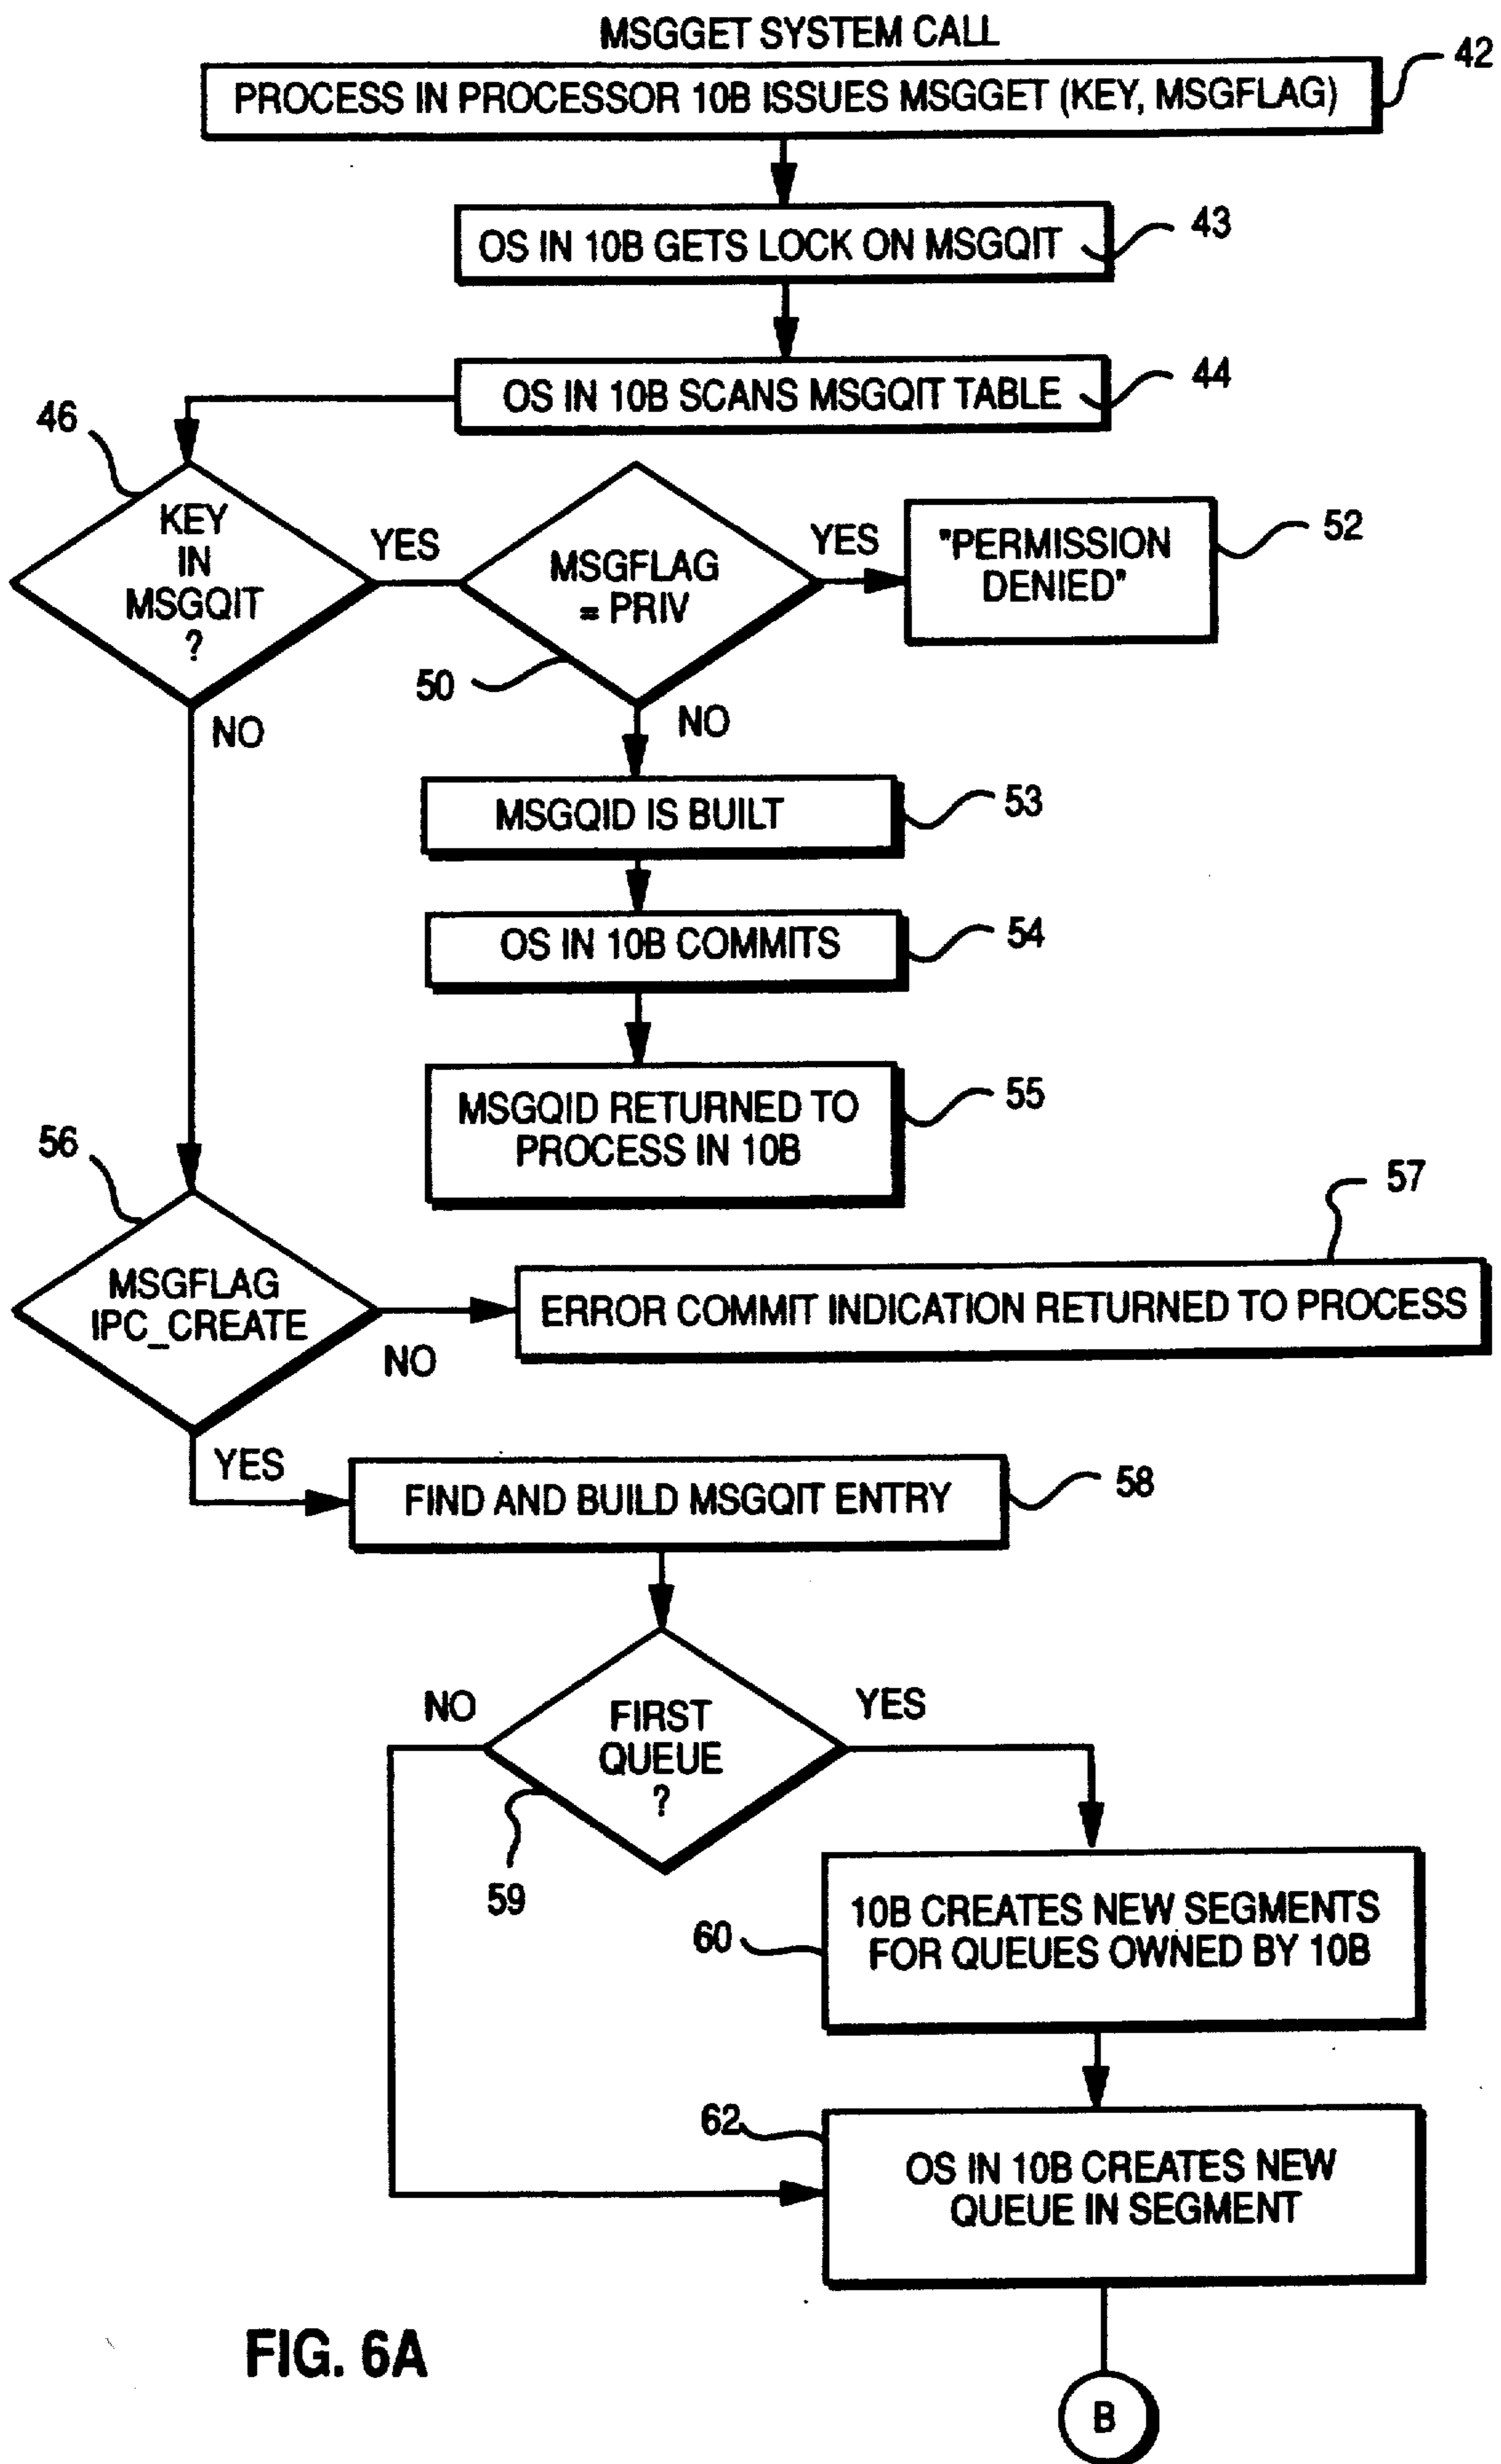 MSGGET SYSTEM CALL
PROCESS IN PROCESSOR 10B ISSUES MSGGET (KEY, MSGFLAG)
42
OS IN 10B GETS LOCK ON MSGQIT
43
OS IN 10B SCANS MSGQIT TABLE
44
46
KEY
IN
MSGQIT
?
YES
NO
MSGFLAG
= PRIV
50
YES
NO
"PERMISSION
DENIED"
52
MSGQID IS BUILT
53
OS IN 10B COMMITS
54
MSGQID RETURNED TO
PROCESS IN 10B
55
56
MSGFLAG
IPC_CREATE
NO
YES
57
ERROR COMMIT INDICATION RETURNED TO PROCESS
FIND AND BUILD MSGQIT ENTRY
58
NO
FIRST
QUEUE
?
YES
59
10B CREATES NEW SEGMENTS
FOR QUEUES OWNED BY 10B
60
62
OS IN 10B CREATES NEW
QUEUE IN SEGMENT
FIG. 6A
B